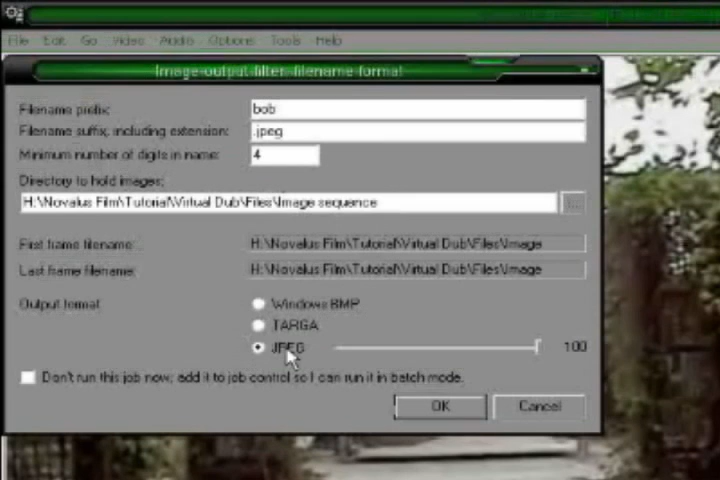 File Edit Go Video Audio Options Tools Help
Image output filter: filename format
Filename prefix: bob
Filename suffix, including extension: .jpeg
Minimum number of digits in name: 4
Directory to hold images:
H:\Novalus Film\Tutorial\Virtual Dub\Files\Image sequence ...
First frame filename: H:\Novalus Film\Tutorial\Virtual Dub\Files\Image
Last frame filename: H:\Novalus Film\Tutorial\Virtual Dub\Files\Image
Output format Windows BMP
TARGA
JPEG 100
Don't run this job now; add it to job control so I can run it in batch mode.
OK Cancel